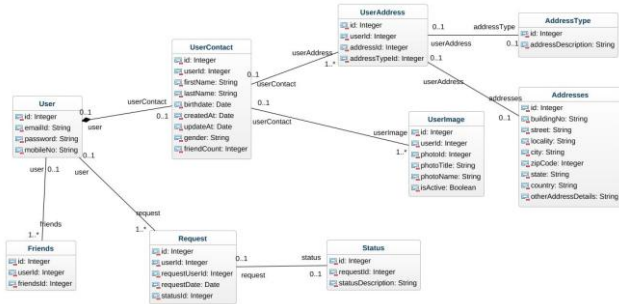 UserAddress
id: Integer
userId: Integer
addressId: Integer
addressTypeId: Integer
0..1
addressType
userAddress
0..1
AddressType
id: Integer
addressDescription: String
UserContact
id: Integer
userId: Integer
firstName: String
lastName: String
birthdate: Date
createdAt: Date
updateAt: Date
gender: String
friendCount: Integer
userAddress
1..*
0..1
userContact
0..1
userAddress
addresses
0..1
Addresses
id: Integer
buildingNo: String
street: String
locality: String
city: String
zipCode: Integer
state: String
country: String
otherAddressDetails: String
0..1
userContact
userImage
1..*
UserImage
id: Integer
userId: Integer
photoId: Integer
photoTitle: String
photoName: String
isActive: Boolean
User
id: Integer
emailId: String
password: String
mobileNo: String
0..1
user
userContact
0..1
user 0..1
0..1
user
friends
1..*
request
1..*
Friends
id: Integer
userId: Integer
friendsId: Integer
Request
id: Integer
userId: Integer
requestUserId: Integer
requestDate: Date
statusId: Integer
0..1
status
request
0..1
Status
id: Integer
requestId: Integer
statusDescription: String